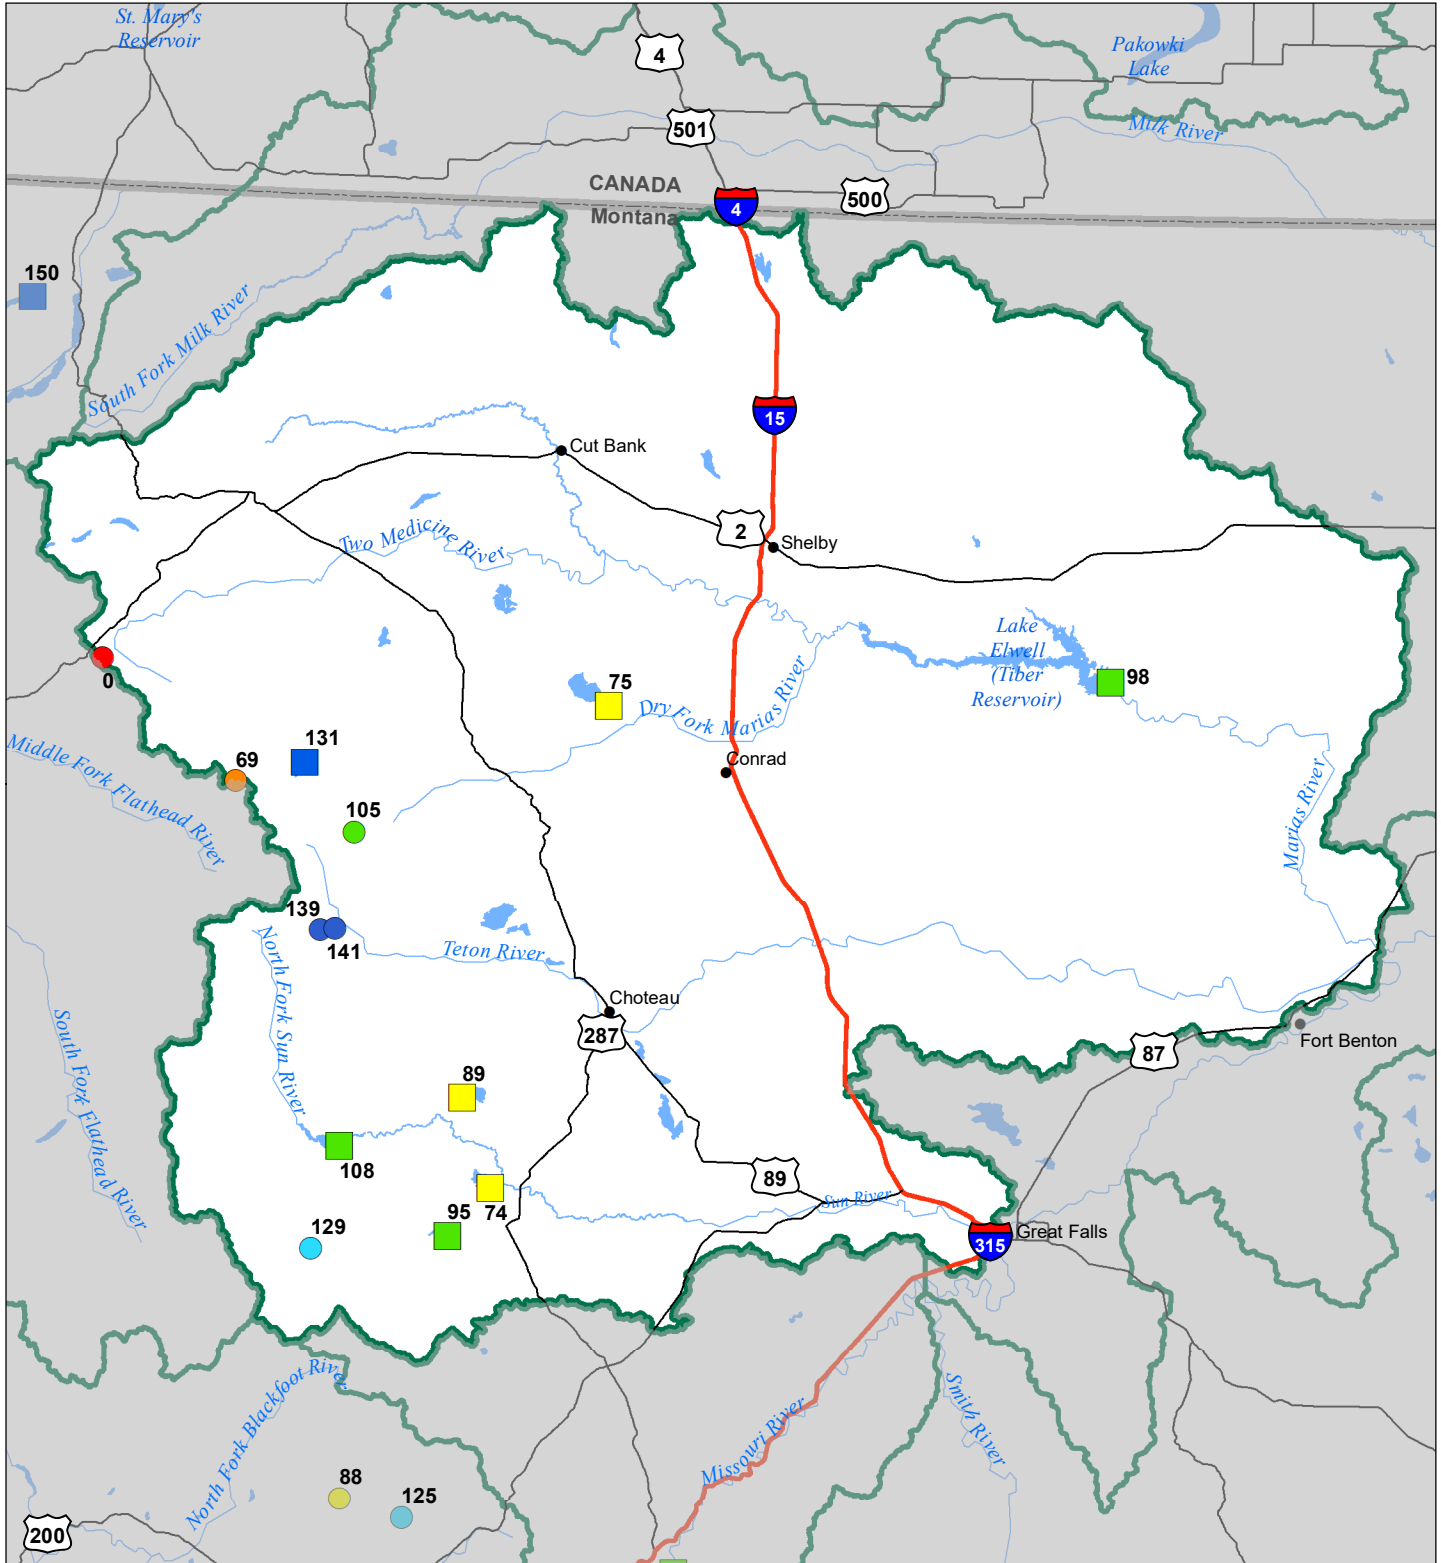 St. Mary's
Reservoir
4
Pakowki
Lake
501
Milk River
CANADA
Montana
4
500
150
South Fork Milk River
15
Cut Bank
2
Shelby
Two Medicine River
Lake
Elwell
(Tiber
Reservoir)
0
75
98
Dry Fork Marias River
Middle Fork Flathead River
131
69
Conrad
105
Marias River
139
141
North Fork Sun River
Teton River
Choteau
287
South Fork Flathead River
Fort Benton
87
89
108
89
74
Sun River
95
129
315
Great Falls
North Fork Blackfoot River
Missouri River
Smith River
88
125
200